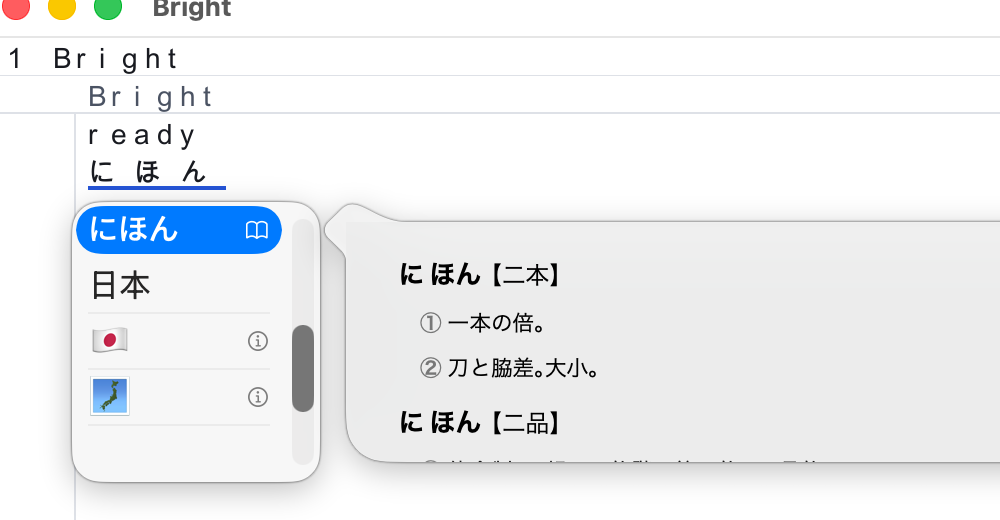 Bright
1 Bright
Bright
ready
にほん
にほん
日本
に ほん【二本】
① 一本の倍。
② 刀と脇差。大小。
に ほん【二品】